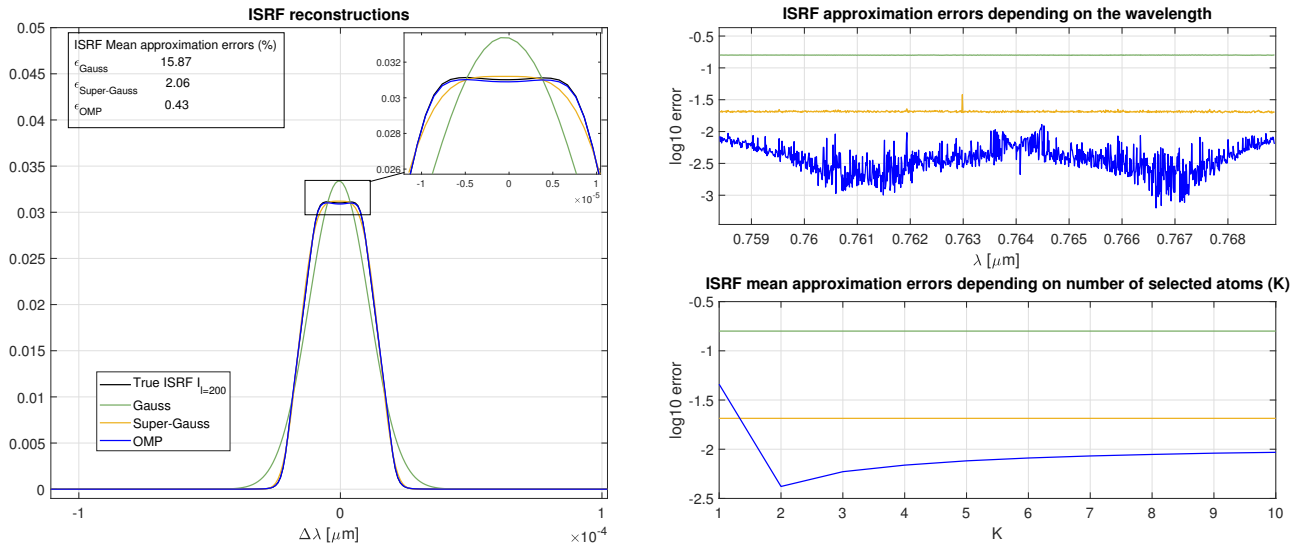 ISRF reconstructions
0.05
0.045
0.04
0.035
0.03
0.025
0.02
0.015
0.01
0.005
0
ISRF Mean approximation errors (%)
ϵGauss 15.87
ϵSuper-Gauss 2.06
ϵOMP 0.43
0.032
0.03
0.028
0.026
-1 -0.5 0 0.5 1
×10-5
True ISRF Il=200
Gauss
Super-Gauss
OMP
-1 0 1
Δλ [μm]
×10-4
ISRF approximation errors depending on the wavelength
-0.5
-1
-1.5
-2
-2.5
-3
log10 error
0.759 0.76 0.761 0.762 0.763 0.764 0.765 0.766 0.767 0.768
λ [μm]
ISRF mean approximation errors depending on number of selected atoms (K)
-0.5
-1
-1.5
-2
-2.5
log10 error
1 2 3 4 5 6 7 8 9 10
K